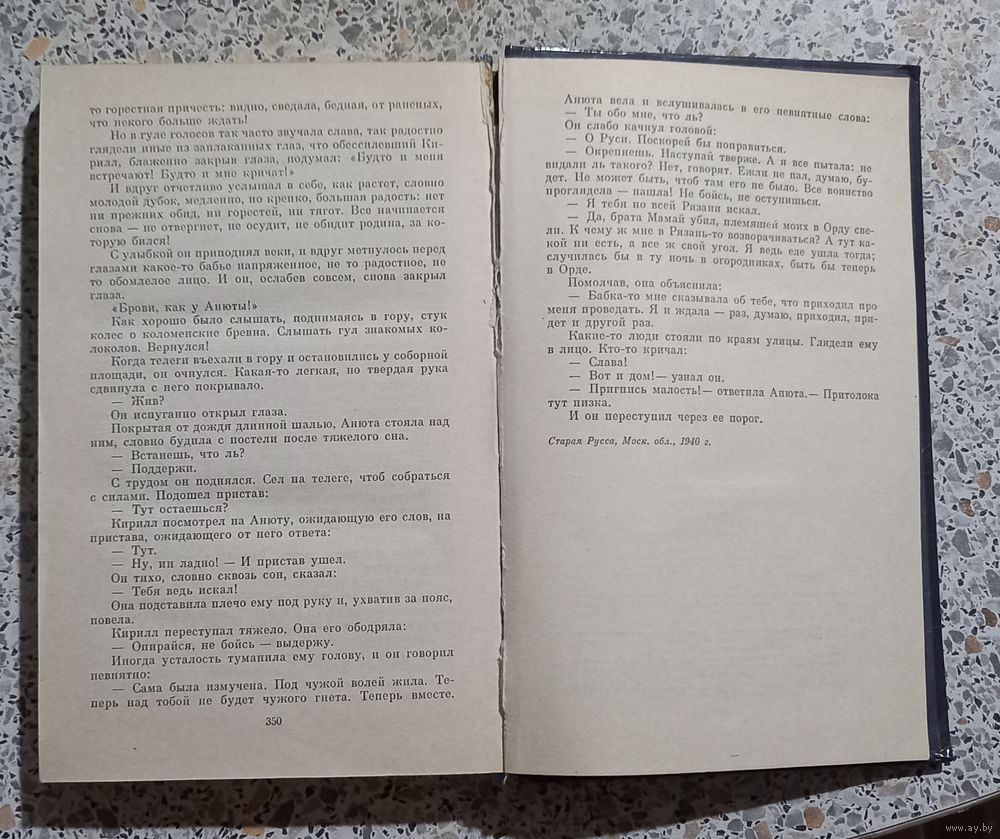 то горестная причеть: видно, сведала, бедная, от раненых,
что некого больше ждать!
Но в гуле голосов так часто звучала слава, так радостно
глядели иные из заплаканных глаз, что обессилевший Ки-
рилл, блаженно закрыв глаза, подумал: «Будто и меня
встречают! Будто и мне кричат!»
И вдруг отчетливо услышал в себе, как растет, словно
молодой дубок, медленно, но крепко, большая радость: нет
ни прежних обид, ни горестей, ни тягот. Все начинается
снова — не отвергнет, не осудит, не обидит родина, за ко-
торую бился!
С улыбкой он приподнял веки, и вдруг метнулось перед
глазами какое-то бабье напряженное, не то радостное, не
то обомлелое лицо. И он, ослабев совсем, снова закрыл
глаза.
«Брови, как у Анюты!»
Как хорошо было слышать, поднимаясь в гору, стук
колес о коломенские бревна. Слышать гул знакомых ко-
локолов. Вернулся!
Когда телеги въехали в гору и остановились у соборной
площади, он очнулся. Какая-то легкая, но твердая рука
сдвинула с него покрывало.
— Жив?
Он испуганно открыл глаза.
Покрытая от дождя длинной шалью, Анюта стояла над
ним, словно будила с постели после тяжелого сна.
— Встанешь, что ль?
— Поддержи.
С трудом он поднялся. Сел на телеге, чтоб собраться
с силами. Подошел пристав:
— Тут остаешься?
Кирилл посмотрел на Анюту, ожидающую его слов, на
пристава, ожидающего от него ответа:
— Тут.
— Ну, ин ладно! — И пристав ушел.
Он тихо, словно сквозь сон, сказал:
— Тебя ведь искал!
Она подставила плечо ему под руку и, ухватив за пояс,
повела.
Кирилл переступал тяжело. Она его ободряла:
— Опирайся, не бойсь — выдержу.
Иногда усталость туманила ему голову, и он говорил
невнятно:
— Сама была измучена. Под чужой волей жила. Те-
перь над тобой не будет чужого гнета. Теперь вместе.
350
Анюта вела и вслушивалась в его невнятные слова:
— Ты обо мне, что ль?
Он слабо качнул головой:
— О Руси. Поскорей бы поправиться.
— Окрепнешь. Наступай тверже. А я все пытала: не
видали ль такого? Нет, говорят. Ежли не пал, думаю, бу-
дет. Не может быть, чтоб там его не было. Все воинство
проглядела — нашла! Не бойсь, не оступишься.
— Я тебя по всей Рязани искал.
— Да, брата Мамай убил, племяшей моих в Орду све-
ли. К чему ж мне в Рязань-то возворачиваться? А тут ка-
кой ни есть, а все ж свой угол. Я ведь еле ушла тогда;
случилась бы в ту ночь в огородниках, быть бы теперь
в Орде.
Помолчав, она объяснила:
— Бабка-то мне сказывала об тебе, что приходил про
меня проведать. Я и ждала — раз, думаю, приходил, при-
дет и другой раз.
Какие-то люди стояли по краям улицы. Глядели ему
в лицо. Кто-то кричал:
— Слава!
— Вот и дом!— узнал он.
— Пригнись малость!— ответила Анюта.— Притолока
тут низка.
И он переступил через ее порог.
Старая Русса, Моск. обл., 1940 г.
www.ay.by